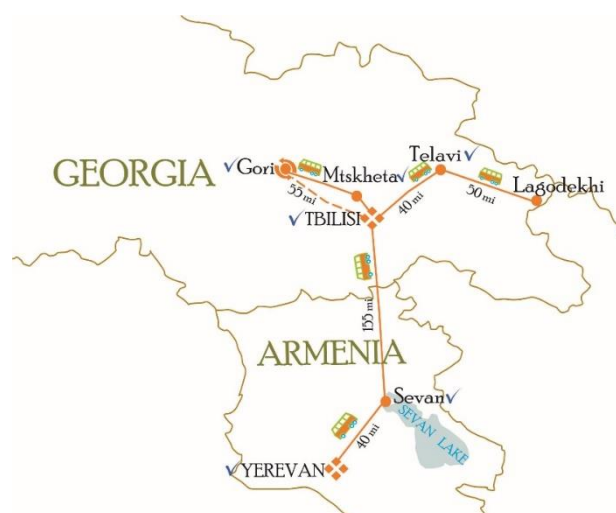 Telavi
Gori
Mtskheta
GEORGIA
Lagodekhi
55 mi
40 mi
50 mi
TBILISI
155 mi
ARMENIA
Sevan
SEVAN LAKE
40 mi
YEREVAN